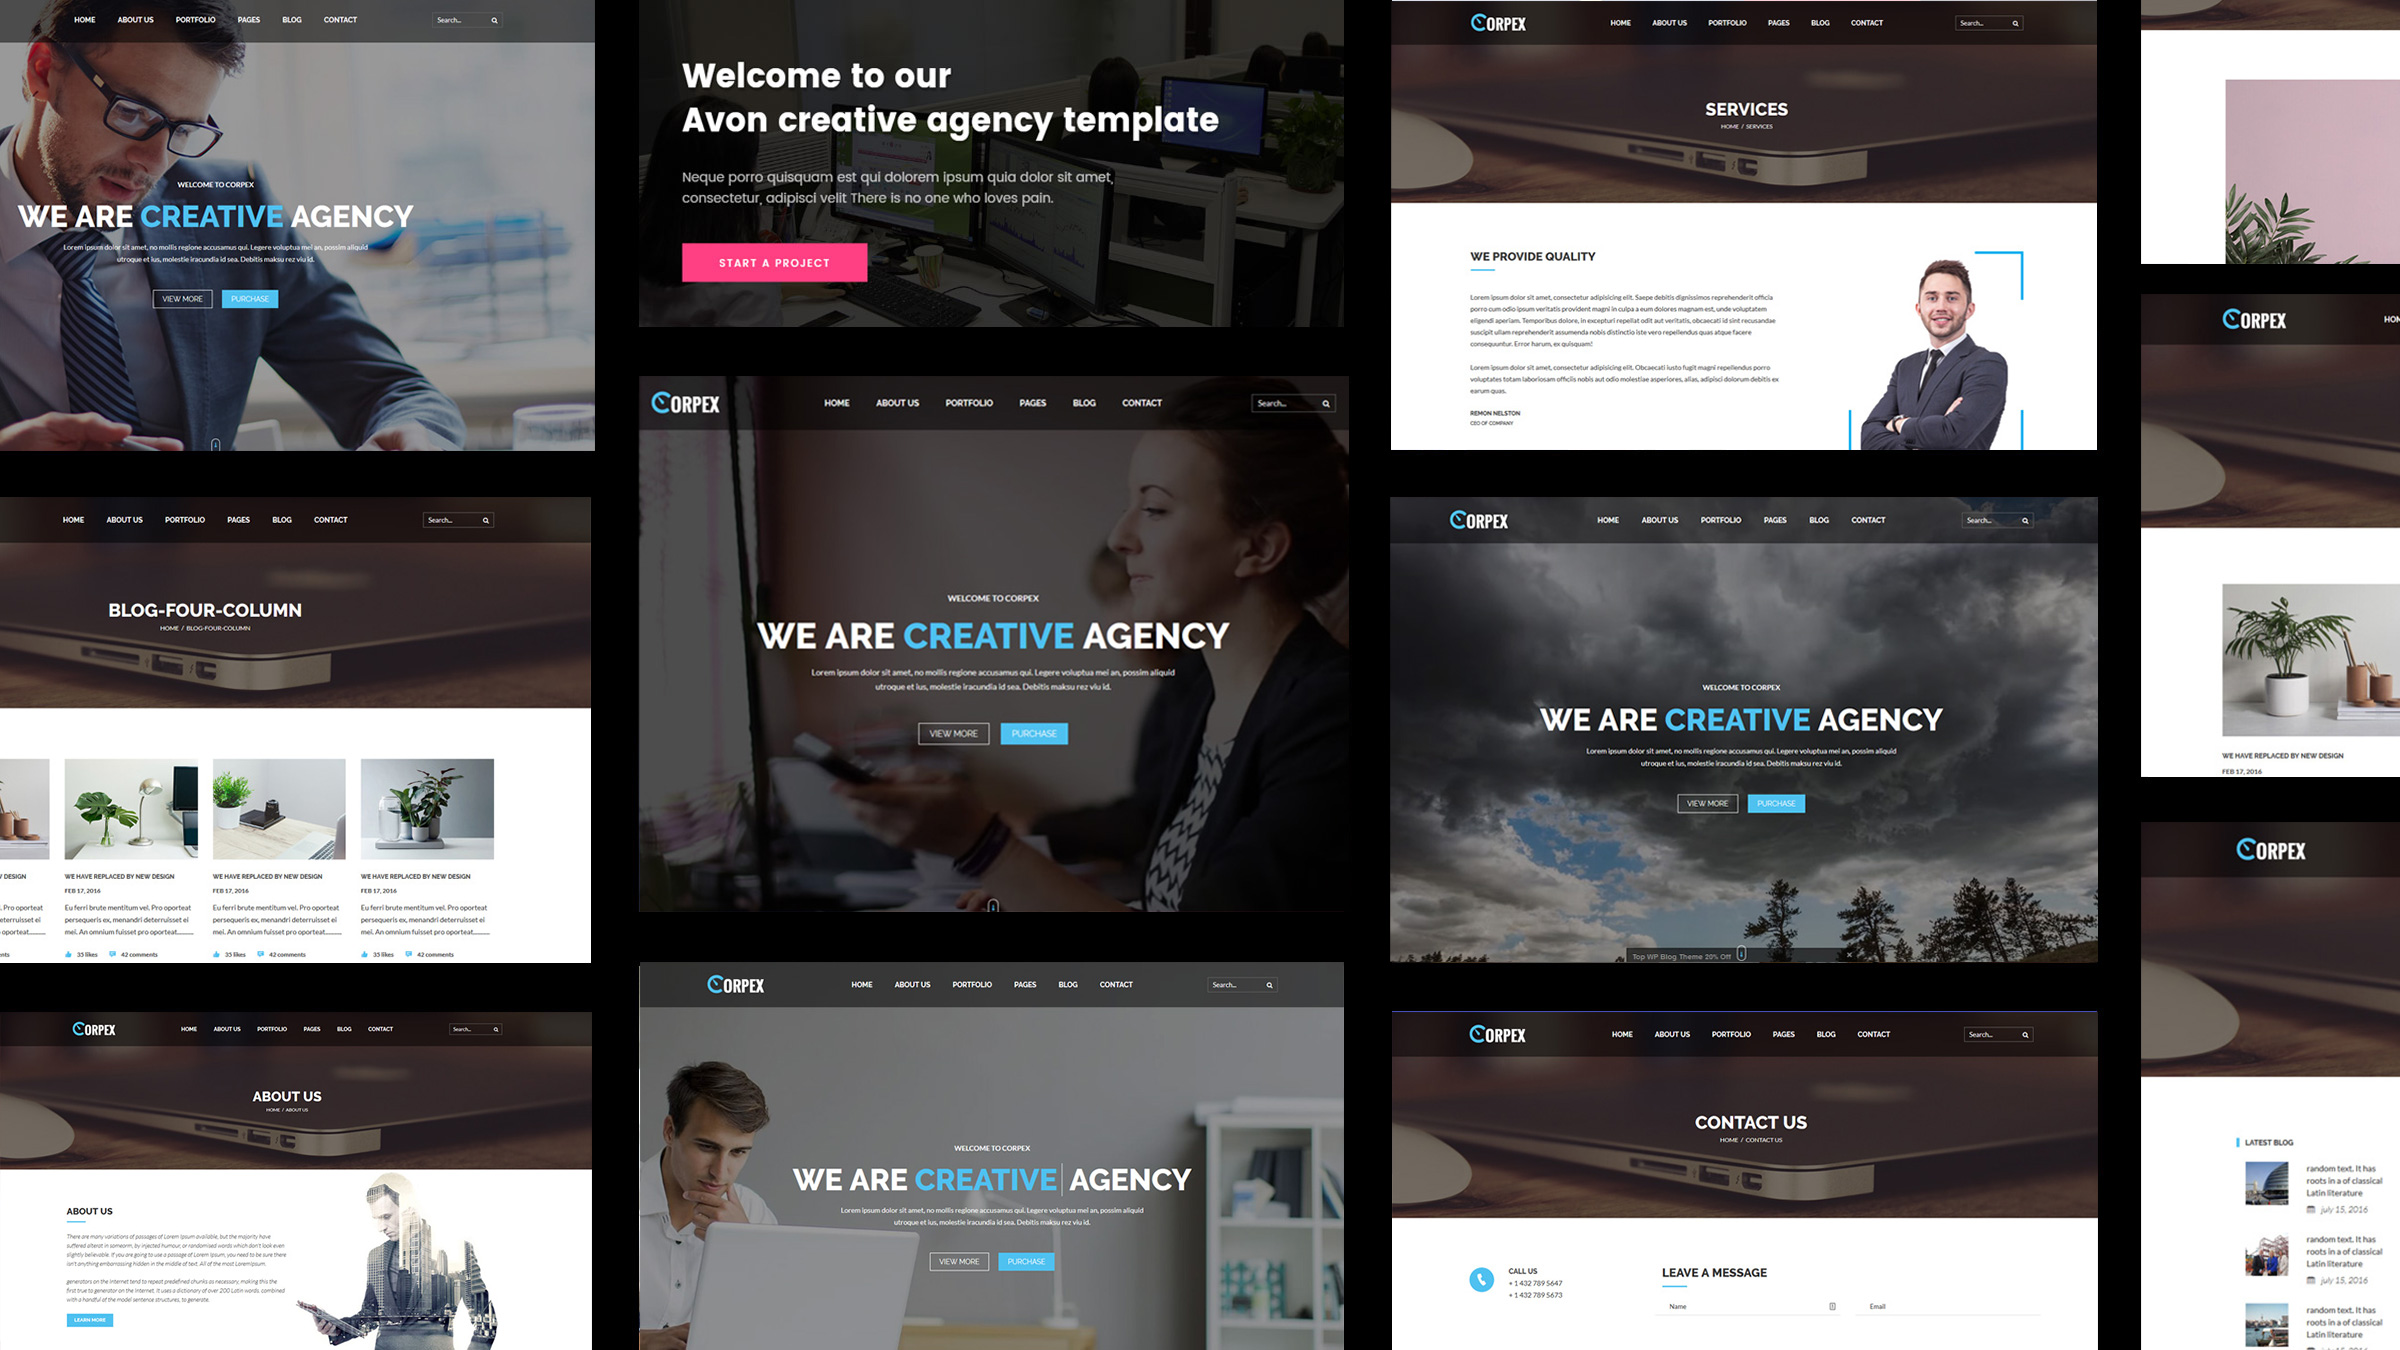 HOME ABOUT US PORTFOLIO PAGES BLOG CONTACT Search...
WELCOME TO CORPEX
WE ARE CREATIVE AGENCY
Lorem ipsum dolor sit amet, no mollis regione accusamus qui. Legere voluptua mei an, possim aliquid
utroque et ius, molestie iracundia id sea. Debitis maksu rez viu id.
VIEW MORE PURCHASE
HOME ABOUT US PORTFOLIO PAGES BLOG CONTACT Search...
BLOG-FOUR-COLUMN
HOME / BLOG-FOUR-COLUMN
DESIGN
. Pro oporteat
eterruisset ei
oporteat.........
nts
WE HAVE REPLACED BY NEW DESIGN
FEB 17, 2016
Eu ferri brute mentitum vel. Pro oporteat
persequeris ex, menandri deterruisset ei
mei. An omnium fuisset pro oporteat.........
35 likes 42 comments
WE HAVE REPLACED BY NEW DESIGN
FEB 17, 2016
Eu ferri brute mentitum vel. Pro oporteat
persequeris ex, menandri deterruisset ei
mei. An omnium fuisset pro oporteat.........
35 likes 42 comments
WE HAVE REPLACED BY NEW DESIGN
FEB 17, 2016
Eu ferri brute mentitum vel. Pro oporteat
persequeris ex, menandri deterruisset ei
mei. An omnium fuisset pro oporteat.........
35 likes 42 comments
CORPEX HOME ABOUT US PORTFOLIO PAGES BLOG CONTACT Search...
ABOUT US
HOME / ABOUT US
ABOUT US
There are many variations of passages of Lorem Ipsum available, but the majority have
suffered alterat in someorm, by injected humour, or randomised words which don't look even
slightly believable. If you are going to use a passage of Lorem Ipsum, you need to be sure there
isn't anything embarrassing hidden in the middle of text. All of the most LoremIpsum.
generators on the Internet tend to repeat predefined chunks as necessary, making this the
first true to generator on the Internet. It uses a dictionary of over 200 Latin words, combined
with a handful of the model sentence structures, to generate.
LEARN MORE
Welcome to our
Avon creative agency template
Neque porro quisquam est qui dolorem ipsum quia dolor sit amet,
consectetur, adipisci velit There is no one who loves pain.
START A PROJECT
CORPEX HOME ABOUT US PORTFOLIO PAGES BLOG CONTACT Search...
WELCOME TO CORPEX
WE ARE CREATIVE AGENCY
Lorem ipsum dolor sit amet, no mollis regione accusamus qui. Legere voluptua mei an, possim aliquid
utroque et ius, molestie iracundia id sea. Debitis maksu rez viu id.
VIEW MORE PURCHASE
CORPEX HOME ABOUT US PORTFOLIO PAGES BLOG CONTACT Search...
WELCOME TO CORPEX
WE ARE CREATIVE AGENCY
Lorem ipsum dolor sit amet, no mollis regione accusamus qui. Legere voluptua mei an, possim aliquid
utroque et ius, molestie iracundia id sea. Debitis maksu rez viu id.
VIEW MORE PURCHASE
CORPEX HOME ABOUT US PORTFOLIO PAGES BLOG CONTACT Search...
SERVICES
HOME / SERVICES
WE PROVIDE QUALITY
Lorem ipsum dolor sit amet, consectetur adipisicing elit. Saepe debitis dignissimos reprehenderit officia
porro cum odio ipsum veritatis provident magni in culpa a eum dolores magnam est, unde voluptatem
eligendi aperiam. Temporibus dolore, in excepturi repellat odit aut veritatis, obcaecati id sint recusandae
suscipit ullam reprehenderit assumenda nobis distinctio iste vero repellendus quas atque facere
consequuntur. Error harum, ex quisquam!
Lorem ipsum dolor sit amet, consectetur adipisicing elit. Obcaecati iusto fugit magni repellendus porro
voluptates totam laboriosam officiis nobis aut odio molestiae asperiores, alias, adipisci dolorum debitis ex
earum quas.
REMON NELSTON
CEO OF COMPANY
CORPEX HOME ABOUT US PORTFOLIO PAGES BLOG CONTACT Search...
WELCOME TO CORPEX
WE ARE CREATIVE AGENCY
Lorem ipsum dolor sit amet, no mollis regione accusamus qui. Legere voluptua mei an, possim aliquid
utroque et ius, molestie iracundia id sea. Debitis maksu rez viu id.
VIEW MORE PURCHASE
Top WP Blog Theme 20% Off
CORPEX HOME ABOUT US PORTFOLIO PAGES BLOG CONTACT Search...
CONTACT US
HOME / CONTACT US
CALL US
+ 1 432 789 5647
+ 1 432 789 5673
LEAVE A MESSAGE
Name Email
CORPEX HOM
WE HAVE REPLACED BY NEW DESIGN
FEB 17, 2016
CORPEX
LATEST BLOG
random text. It has
roots in a of classical
Latin literature
july 15, 2016
random text. It has
roots in a of classical
Latin literature
july 15, 2016
random text. It has
roots in a of classical
Latin literature